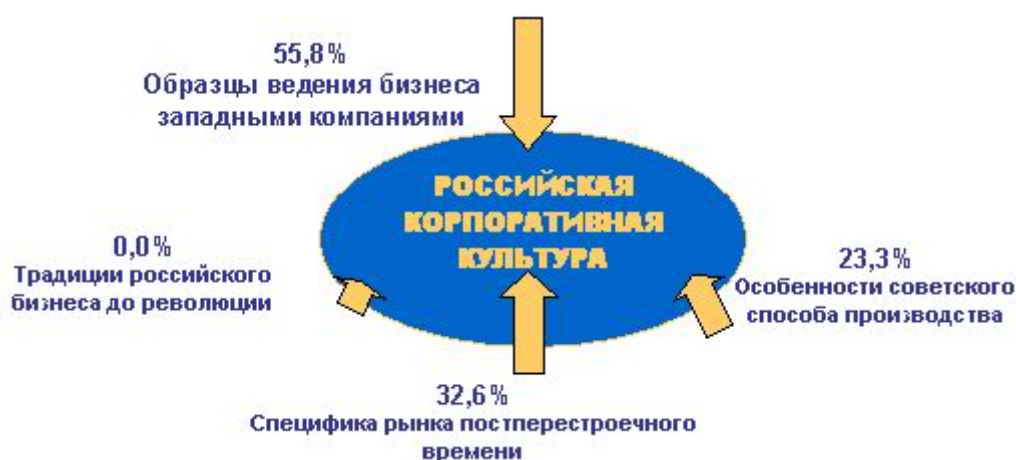 55,8%
Образцы ведения бизнеса
западными компаниями
РОССИЙСКАЯ
КОРПОРАТИВНАЯ
КУЛЬТУРА
0,0%
Традиции российского
бизнеса до революции
23,3%
Особенности советского
способа производства
32,6%
Специфика рынка постперестроечного
времени